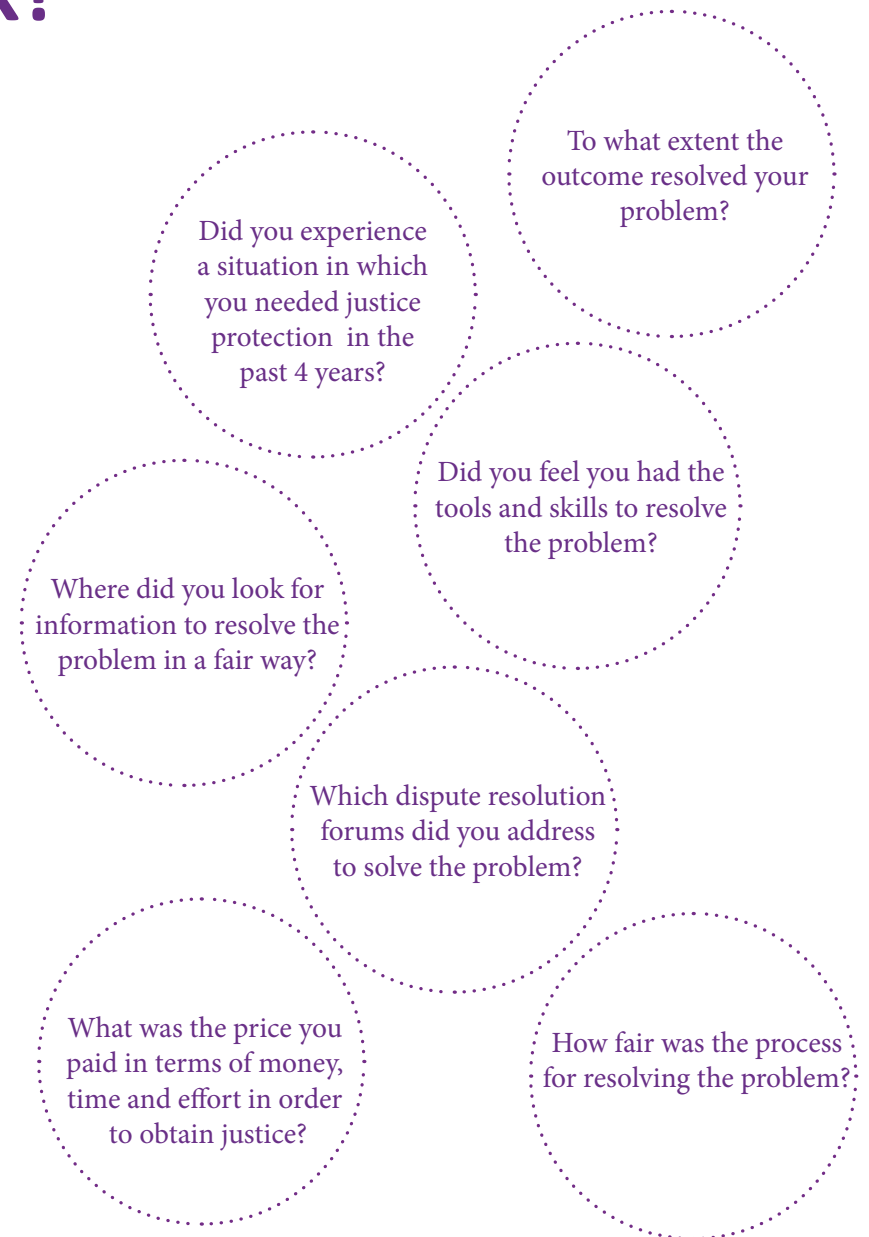 To what extent the
outcome resolved your
problem?
Did you experience
a situation in which
you needed justice
protection in the
past 4 years?
Did you feel you had the
tools and skills to resolve
the problem?
Where did you look for
information to resolve the
problem in a fair way?
Which dispute resolution
forums did you address
to solve the problem?
What was the price you
paid in terms of money,
time and effort in order
to obtain justice?
How fair was the process
for resolving the problem?